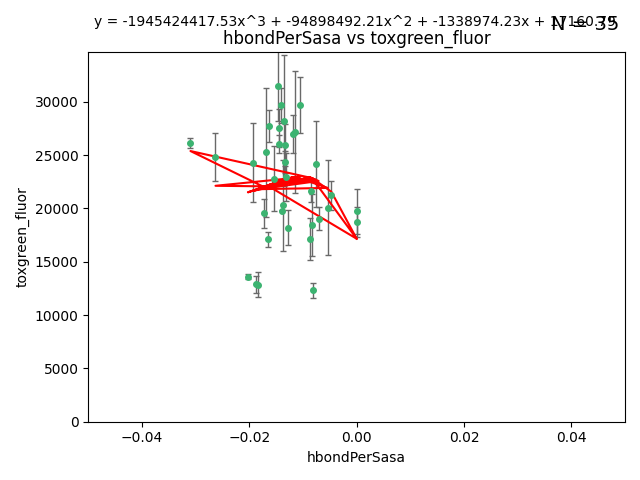 y = -1945424417.53x^3 + -94898492.21x^2 + -1338974.23x + 17160.79
N = 35
hbondPerSasa vs toxgreen_fluor
30000
25000
20000
15000
10000
5000
0
toxgreen_fluor
−0.04
−0.02
0.00
0.02
0.04
hbondPerSasa